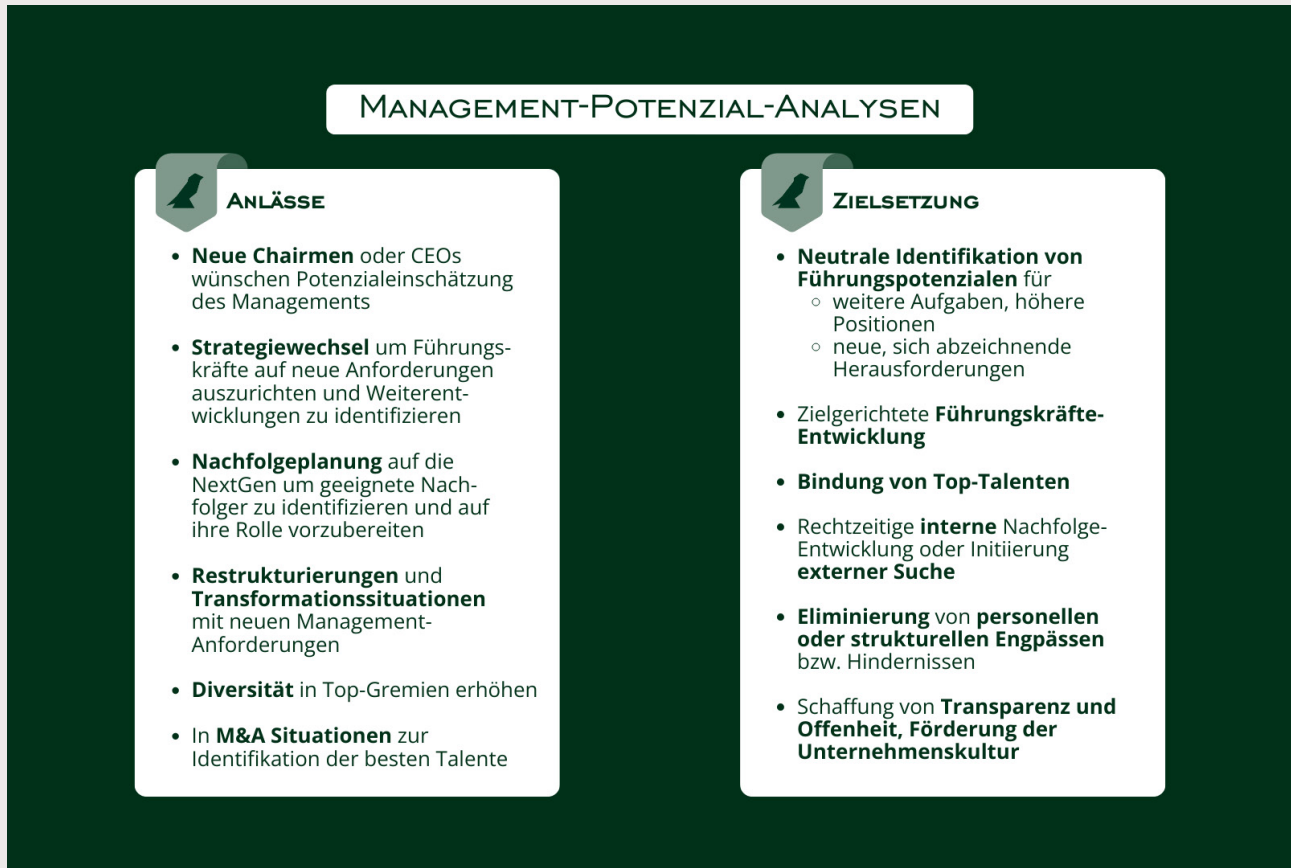 Management-Potenzial-Analysen
Anlässe
• Neue Chairmen oder CEOs
wünschen Potenzialeinschätzung
des Managements
• Strategiewechsel um Führungs-
kräfte auf neue Anforderungen
auszurichten und Weiterent-
wicklungen zu identifizieren
• Nachfolgeplanung auf die
NextGen um geeignete Nach-
folger zu identifizieren und auf
ihre Rolle vorzubereiten
• Restrukturierungen und
Transformationssituationen
mit neuen Management-
Anforderungen
• Diversität in Top-Gremien erhöhen
• In M&A Situationen zur
Identifikation der besten Talente
Zielsetzung
• Neutrale Identifikation von
Führungspotenzialen für
◦ weitere Aufgaben, höhere
Positionen
◦ neue, sich abzeichnende
Herausforderungen
• Zielgerichtete Führungskräfte-
Entwicklung
• Bindung von Top-Talenten
• Rechtzeitige interne Nachfolge-
Entwicklung oder Initiierung
externer Suche
• Eliminierung von personellen
oder strukturellen Engpässen
bzw. Hindernissen
• Schaffung von Transparenz und
Offenheit, Förderung der
Unternehmenskultur